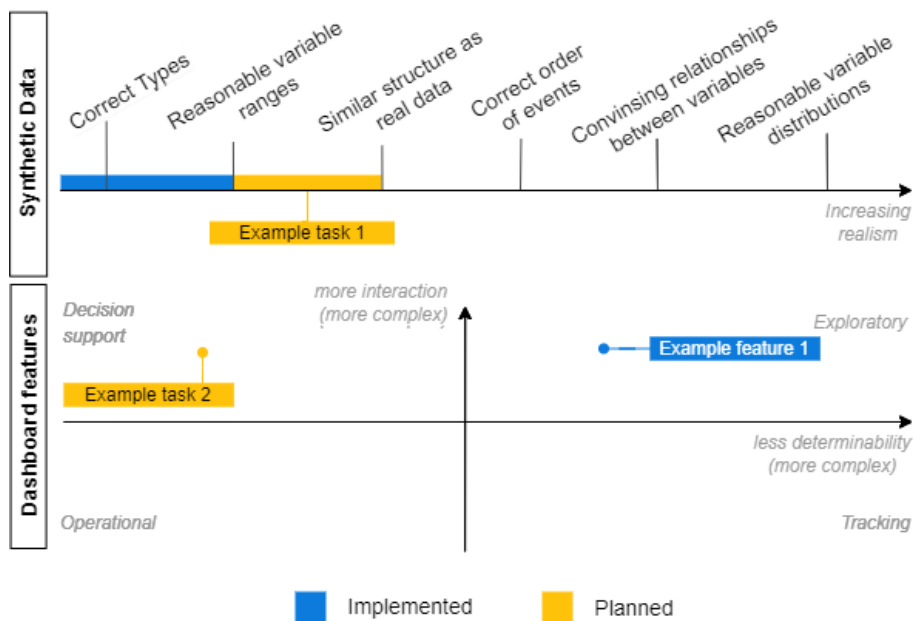 Synthetic Data
Correct Types
Reasonable variable
ranges
Similar structure as
real data
Correct order
of events
Convinsing relationships
between variables
Reasonable variable
distributions
Increasing
realism
Example task 1
Dashboard features
Decision
support
more interaction
(more complex)
Exploratory
Example feature 1
Example task 2
less determinability
(more complex)
Operational
Tracking
Implemented
Planned